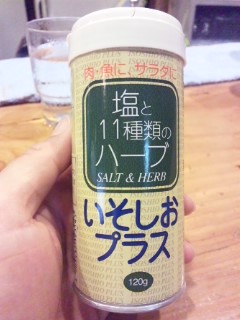 肉・魚に、サラダに
塩と
11種類の
ハーブ
SALT & HERB
いそしお
プラス
120g